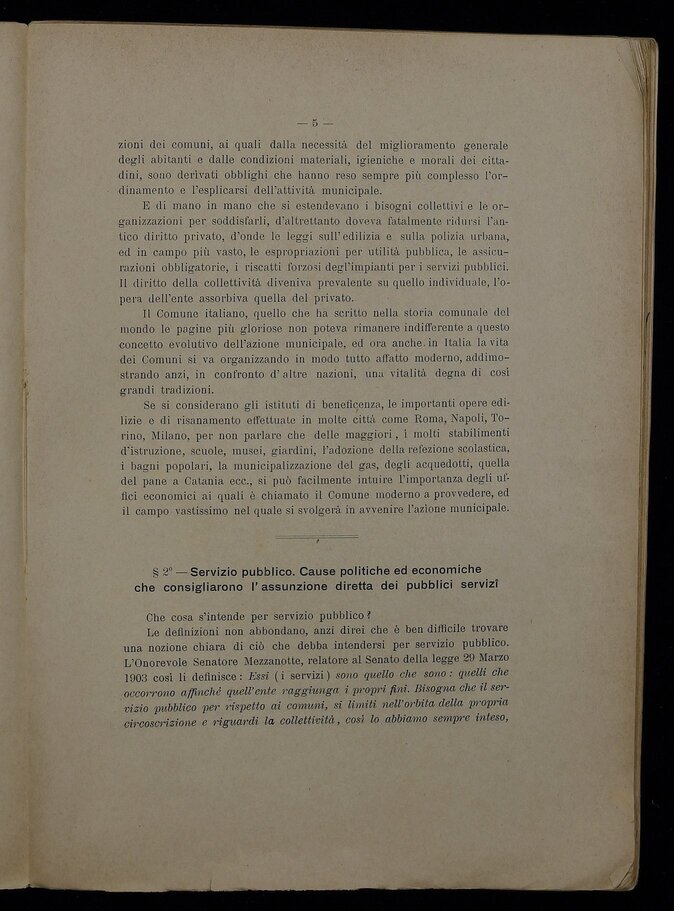 — 5 —
zioni dei comuni, ai quali dalla necessità del miglioramento generale
degli abitanti e dalle condizioni materiali, igieniche e morali dei citta-
dini, sono derivati obblighi che hanno reso sempre più complesso l'or-
dinamento e l'esplicarsi dell'attività municipale.
E di mano in mano che si estendevano i bisogni collettivi e le or-
ganizzazioni per soddisfarli, d'altrettanto doveva fatalmente ridursi l'an-
tico diritto privato, d'onde le leggi sull'edilizia e sulla polizia urbana,
ed in campo più vasto, le espropriazioni per utilità pubblica, le assicu-
razioni obbligatorie, i riscatti forzosi degl'impianti per i servizi pubblici.
Il diritto della collettività diveniva prevalente su quello individuale, l'o-
pera dell'ente assorbiva quella del privato.
Il Comune italiano, quello che ha scritto nella storia comunale del
mondo le pagine più gloriose non poteva rimanere indifferente a questo
concetto evolutivo dell'azione municipale, ed ora anche in Italia la vita
dei Comuni si va organizzando in modo tutto affatto moderno, addimo-
strando anzi, in confronto d'altre nazioni, una vitalità degna di così
grandi tradizioni.
Se si considerano gli istituti di beneficenza, le importanti opere edi-
lizie e di risanamento effettuate in molte città come Roma, Napoli, To-
rino, Milano, per non parlare che delle maggiori, i molti stabilimenti
d'istruzione, scuole, musei, giardini, l'adozione della refezione scolastica,
i bagni popolari, la municipalizzazione del gas, degli acquedotti, quella
del pane a Catania ecc., si può facilmente intuire l'importanza degli uf-
fici economici ai quali è chiamato il Comune moderno a provvedere, ed
il campo vastissimo nel quale si svolgerà in avvenire l'azione municipale.
§ 2° — Servizio pubblico. Cause politiche ed economiche
che consigliarono l'assunzione diretta dei pubblici servizî
Che cosa s'intende per servizio pubblico?
Le definizioni non abbondano, anzi direi che è ben difficile trovare
una nozione chiara di ciò che debba intendersi per servizio pubblico.
L'Onorevole Senatore Mezzanotte, relatore al Senato della legge 29 Marzo
1903 così li definisce: Essi (i servizi) sono quello che sono: quelli che
occorrono affinché quell'ente raggiunga i propri fini. Bisogna che il ser-
vizio pubblico per rispetto ai comuni, si limiti nell'orbita della propria
circoscrizione e riguardi la collettività, così lo abbiamo sempre inteso,